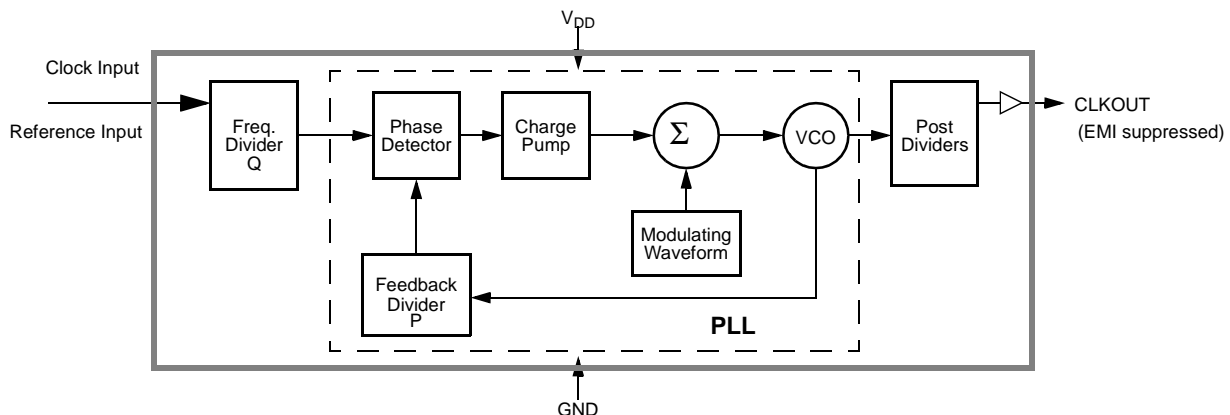 VDD
Clock Input
Reference Input
Freq.
Divider
Q
Phase
Detector
Charge
Pump
Σ
VCO
Post
Dividers
CLKOUT
(EMI suppressed)
Modulating
Waveform
Feedback
Divider
P
PLL
GND